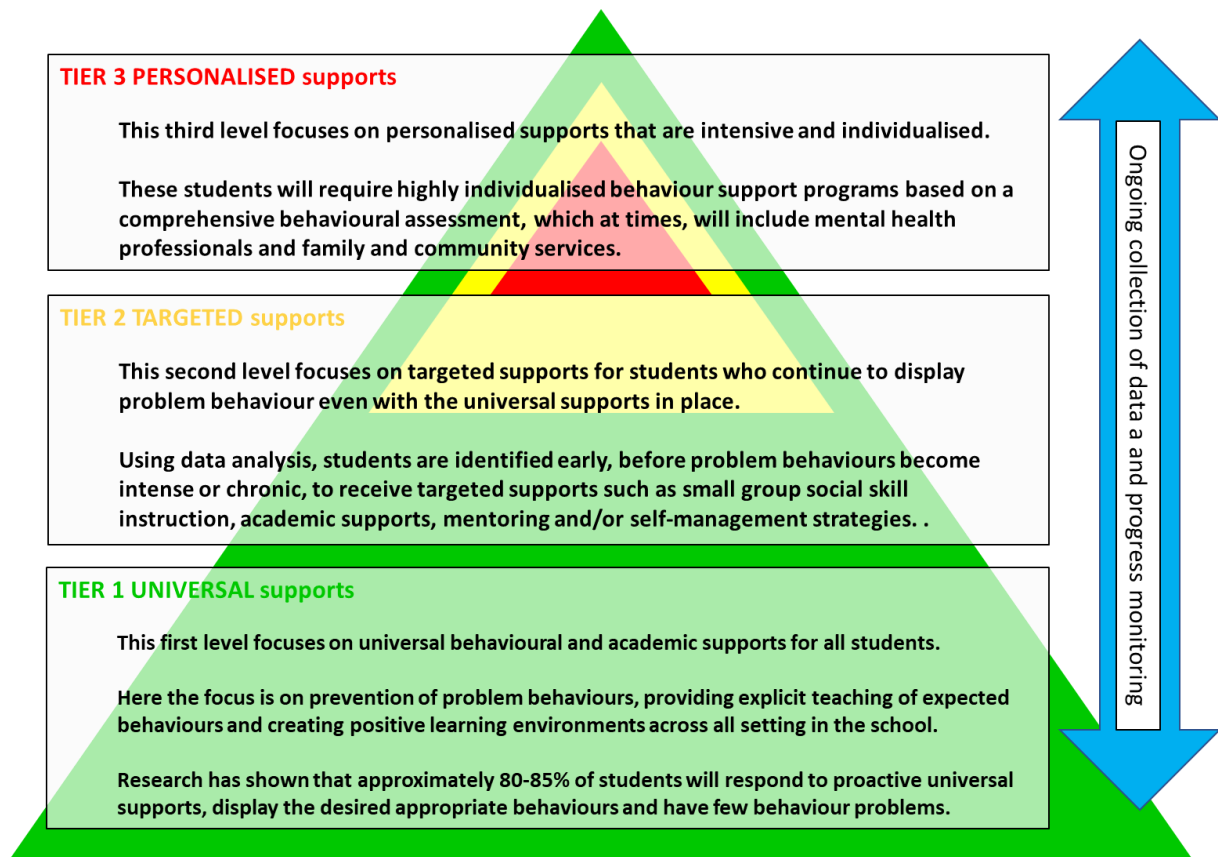 TIER 3 PERSONALISED supports
This third level focuses on personalised supports that are intensive and individualised.
These students will require highly individualised behaviour support programs based on a
comprehensive behavioural assessment, which at times, will include mental health
professionals and family and community services.
TIER 2 TARGETED supports
This second level focuses on targeted supports for students who continue to display
problem behaviour even with the universal supports in place.
Using data analysis, students are identified early, before problem behaviours become
intense or chronic, to receive targeted supports such as small group social skill
instruction, academic supports, mentoring and/or self-management strategies. .
TIER 1 UNIVERSAL supports
This first level focuses on universal behavioural and academic supports for all students.
Here the focus is on prevention of problem behaviours, providing explicit teaching of expected
behaviours and creating positive learning environments across all setting in the school.
Research has shown that approximately 80-85% of students will respond to proactive universal
supports, display the desired appropriate behaviours and have few behaviour problems.
Ongoing collection of data a and progress monitoring